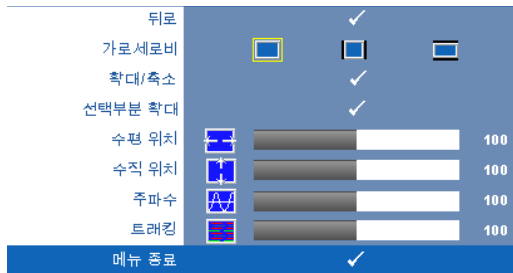 뒤로
가로세로비
확대/축소
선택부분 확대
수평 위치 100
수직 위치 100
주파수 100
트래킹 100
메뉴 종료